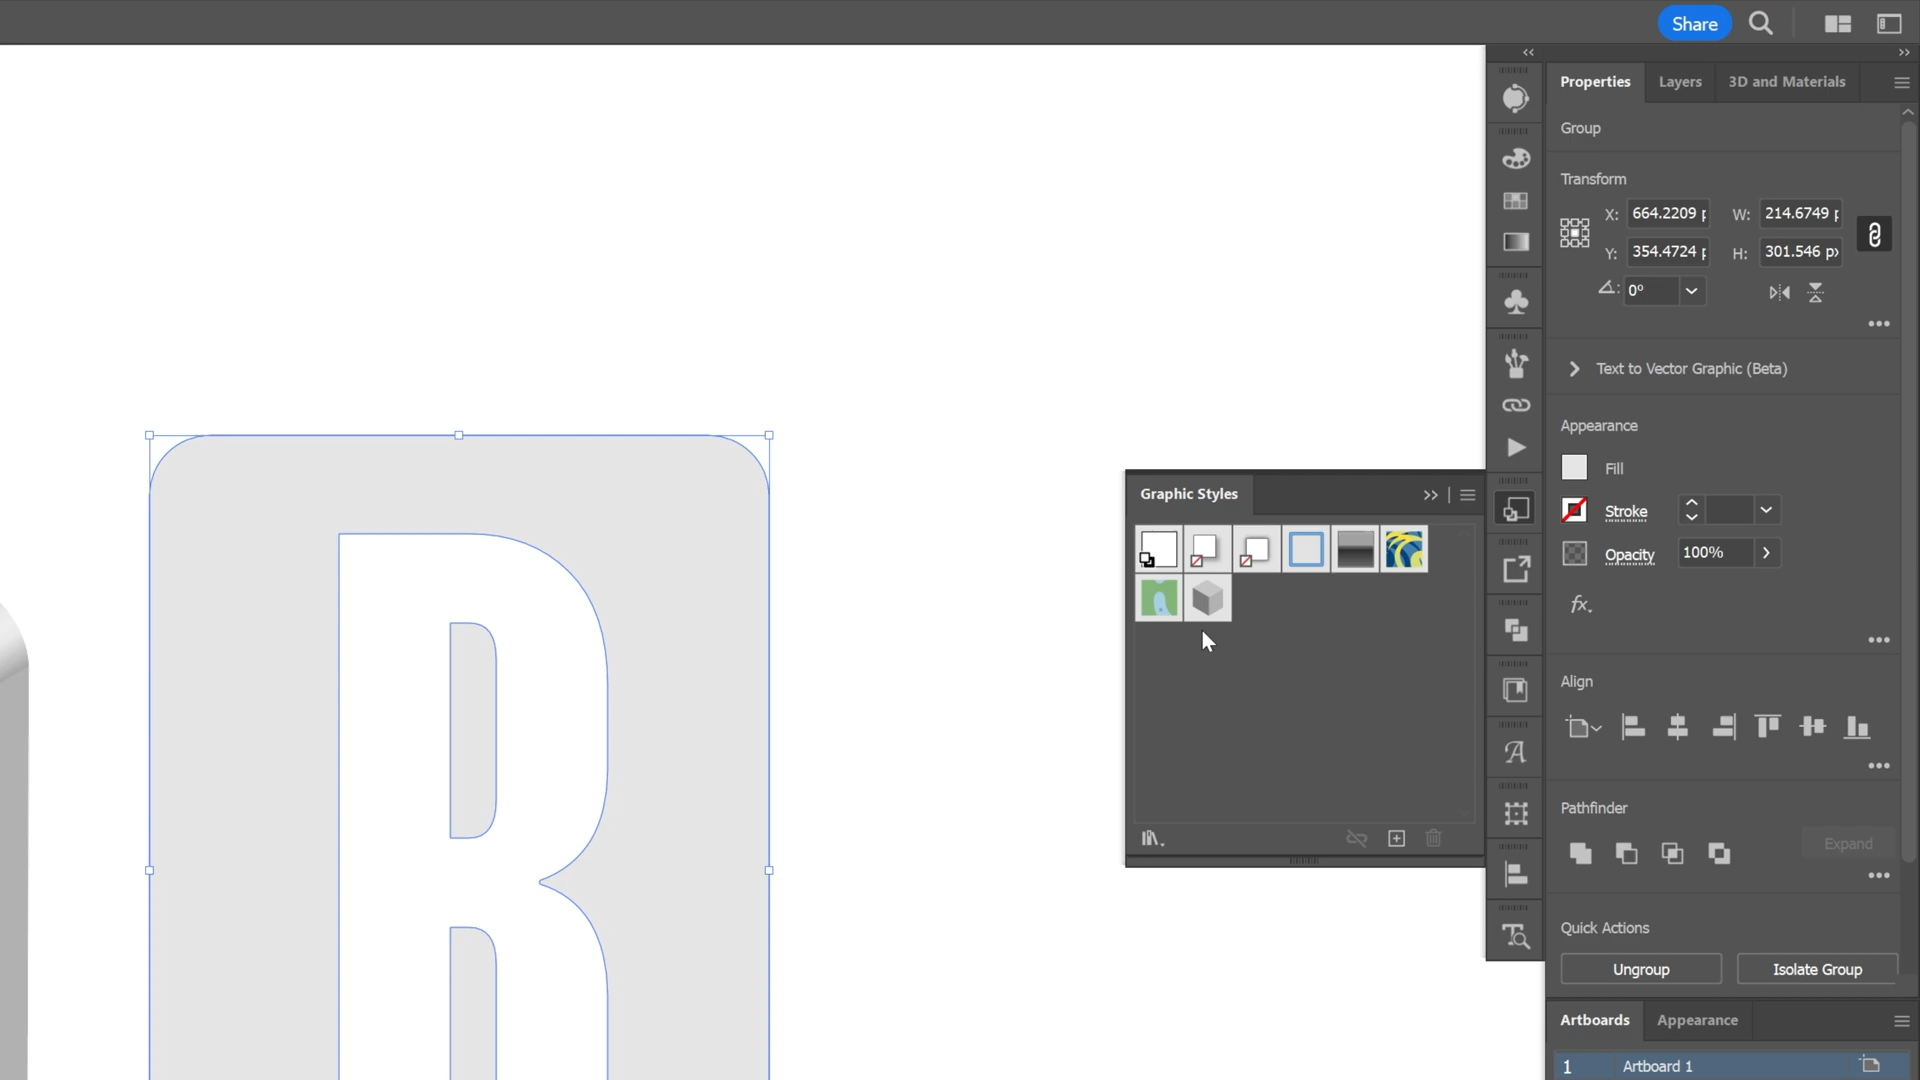 Share
Properties
Layers
3D and Materials
Group
Transform
X:
664.2209 p
W:
214.6749 p
Y:
354.4724 p
H:
301.546 px
0°
Text to Vector Graphic (Beta)
Appearance
Fill
Stroke
Opacity
100%
fx.
Graphic Styles
Align
Pathfinder
Expand
Quick Actions
Ungroup
Isolate Group
Artboards
Appearance
1
Artboard 1
R